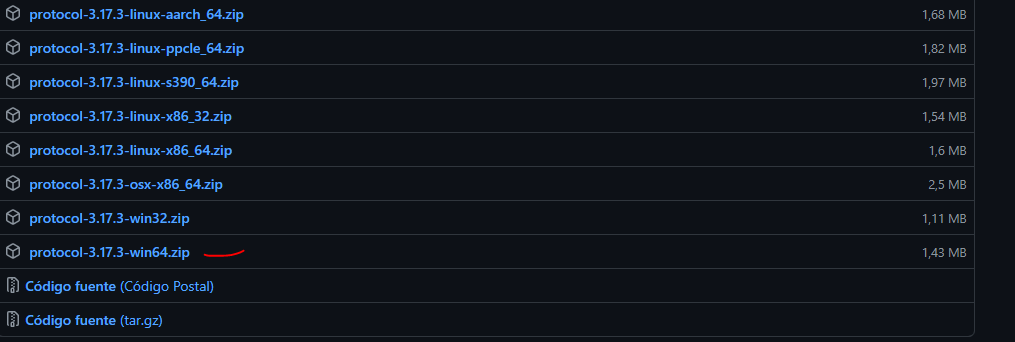 protocol-3.17.3-linux-aarch_64.zip 1,68 MB
protocol-3.17.3-linux-ppcle_64.zip 1,82 MB
protocol-3.17.3-linux-s390_64.zip 1,97 MB
protocol-3.17.3-linux-x86_32.zip 1,54 MB
protocol-3.17.3-linux-x86_64.zip 1,6 MB
protocol-3.17.3-osx-x86_64.zip 2,5 MB
protocol-3.17.3-win32.zip 1,11 MB
protocol-3.17.3-win64.zip 1,43 MB
Código fuente (Código Postal)
Código fuente (tar.gz)